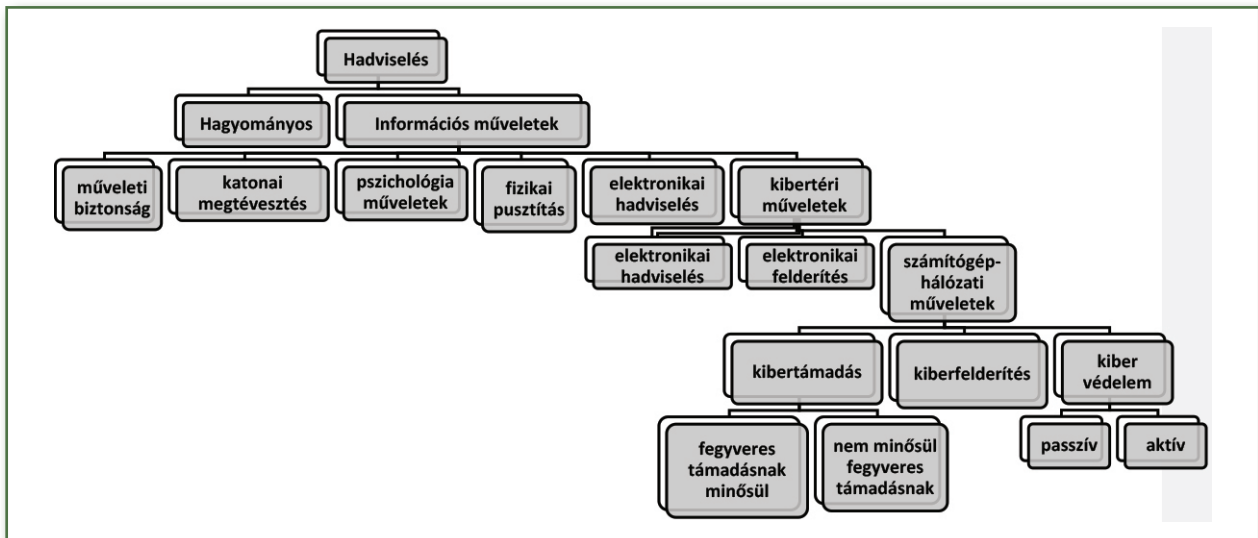 Hadviselés
Hagyományos
Információs műveletek
műveleti
biztonság
katonai
megtévesztés
pszichológia
műveletek
fizikai
pusztítás
elektronikai
hadviselés
kibertéri
műveletek
elektronikai
hadviselés
elektronikai
felderítés
számítógép-
hálózati
műveletek
kibertámadás
kiberfelderítés
kiber
védelem
fegyveres
támadásnak
minősül
nem minősül
fegyveres
támadásnak
passzív
aktív